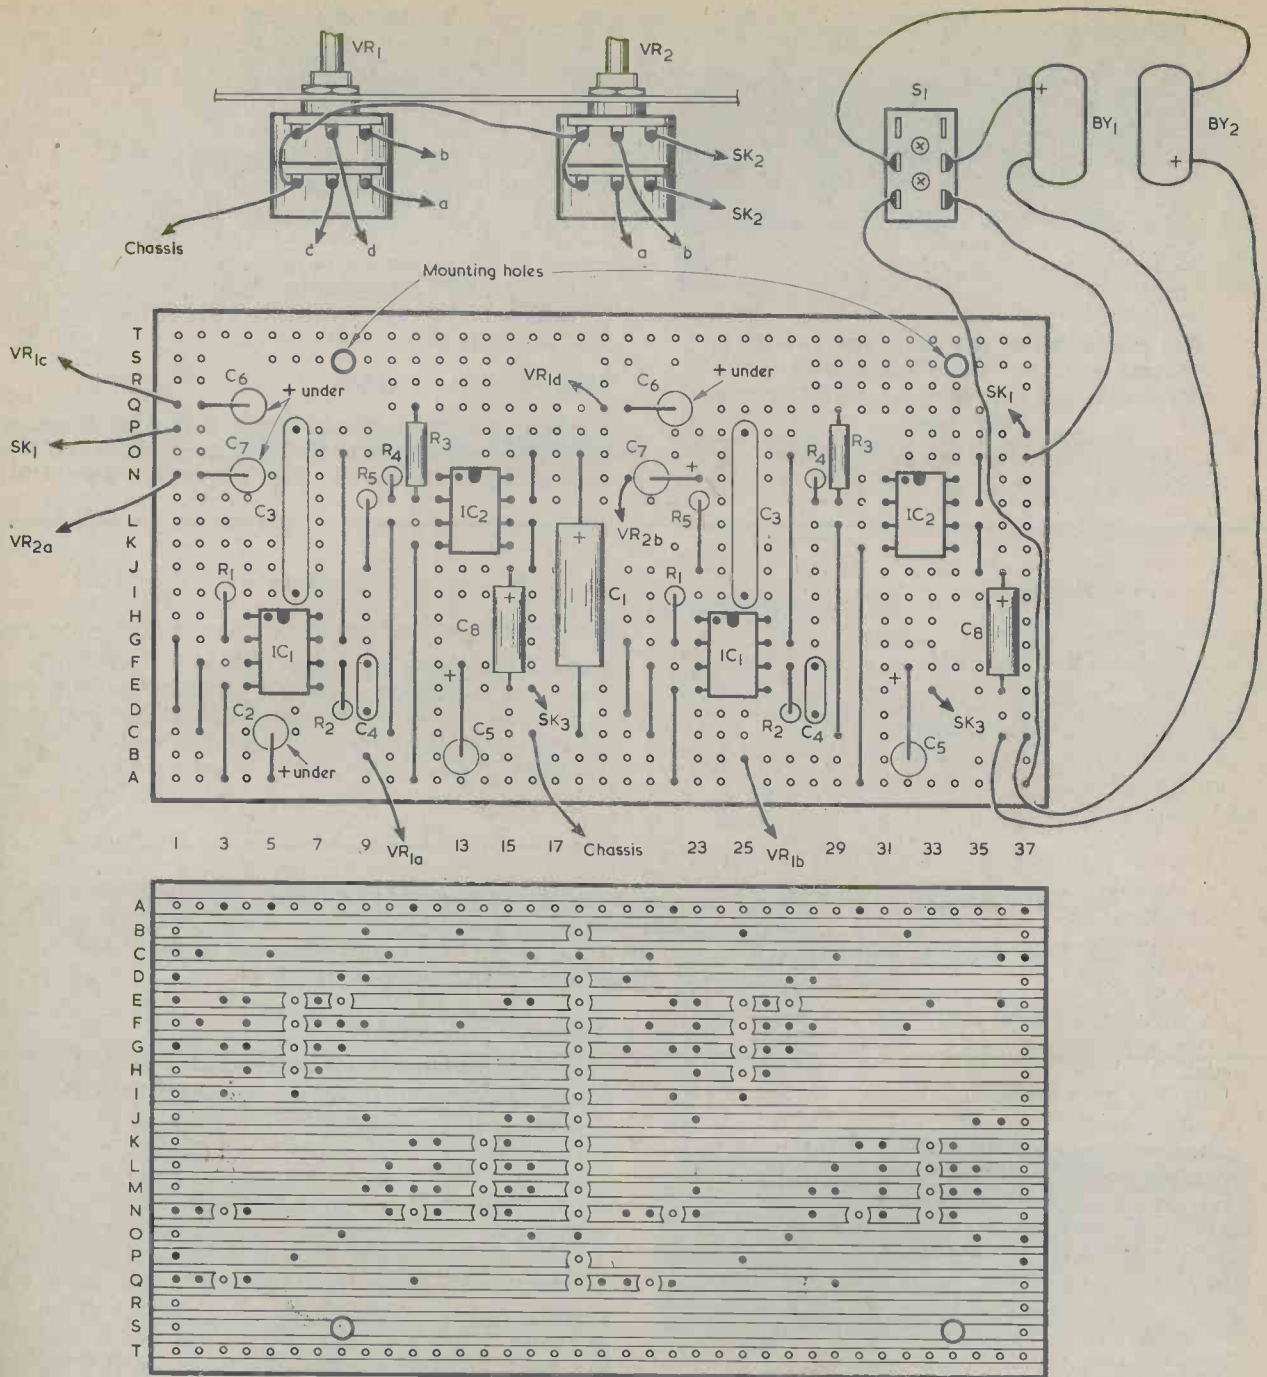 VR1
VR2
S1
BY1
BY2
+
+
b
a
c
d
Chassis
SK2
SK2
a
b
Mounting holes
T
S
R
Q
P
O
N
L
K
J
I
H
G
F
E
D
C
B
A
VR1c
SK1
VR2a
C6
+ under
C7
C3
R1
IC1
C2
+under
R2
C4
R5
R4
R3
IC2
C8
+
C5
+
C1
+
SK3
VR1d
C6
+ under
C7
+
VR2b
R5
C3
R1
IC1
R2
C4
R4
R3
IC2
C8
+
C5
+
SK3
SK1
1 3 5 7 9 VR1a 13 15 17 Chassis 23 25 VR1b 29 31 33 35 37
A
B
C
D
E
F
G
H
I
J
K
L
M
N
O
P
Q
R
S
T